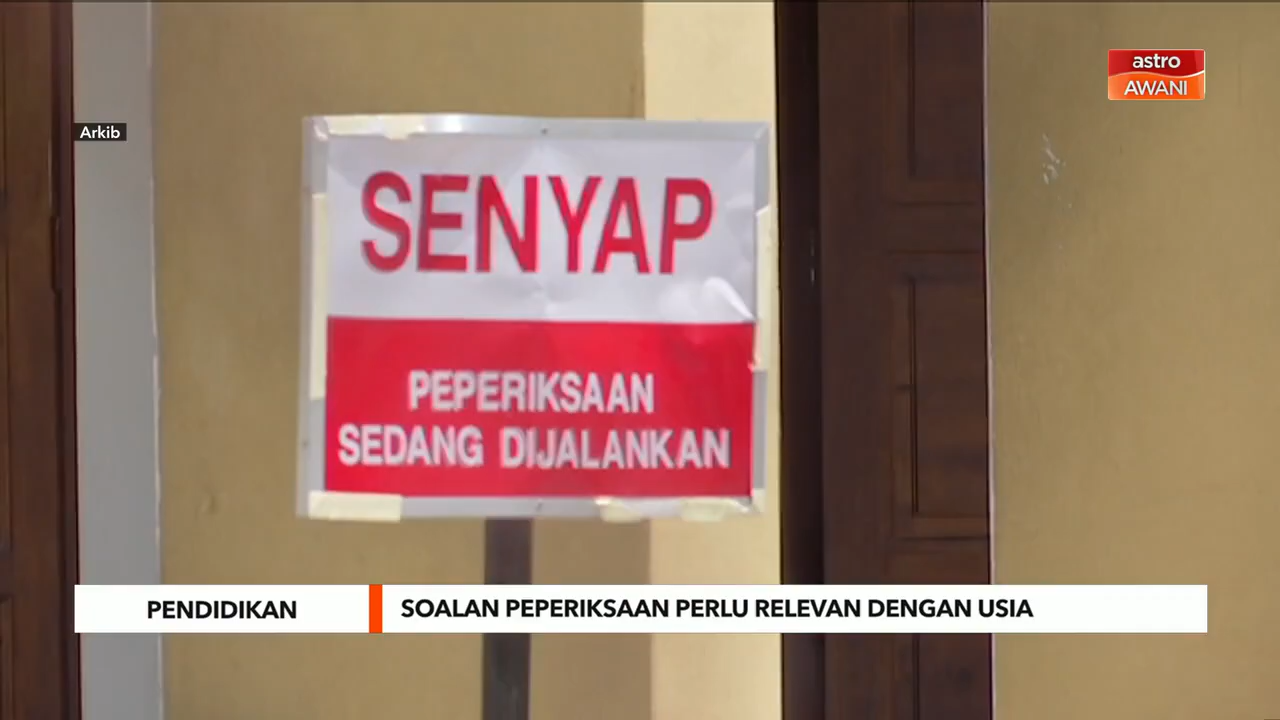 astro
AWANI
Arkib
SENYAP
PEPERIKSAAN
SEDANG DIJALANKAN
PENDIDIKAN
SOALAN PEPERIKSAAN PERLU RELEVAN DENGAN USIA